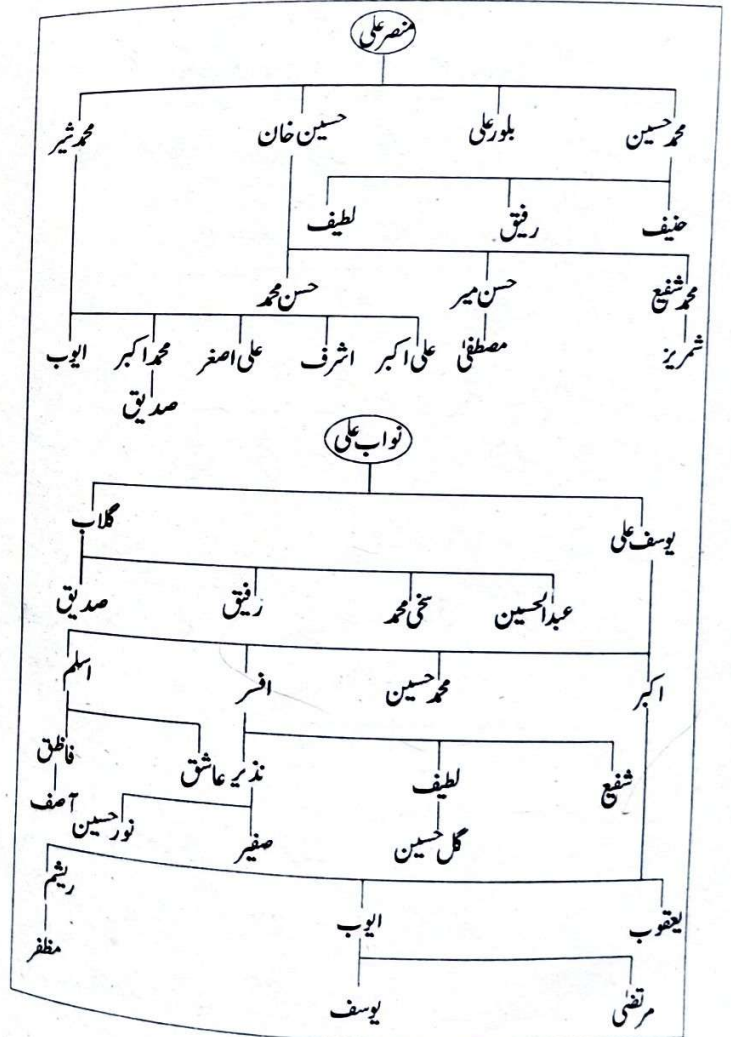 منصر علی
محمد حسین بلور علی حسین خان محمد شیر
حنیف رفیق لطیف
محمد شفیع حسن میر حسن محمد
شمریز مصطفیٰ علی اکبر اشرف علی اصغر محمد اکبر ایوب
صدیق
نواب علی
یوسف علی گلاب
عبدالحسین سخی محمد رفیق صدیق
اکبر محمد حسین افسر اسلم
شفیع لطیف نذیر عاشق فاظق
گل حسین صفیر نور حسین آصف
یعقوب ایوب ریشم
مظفر
مرتضیٰ یوسف